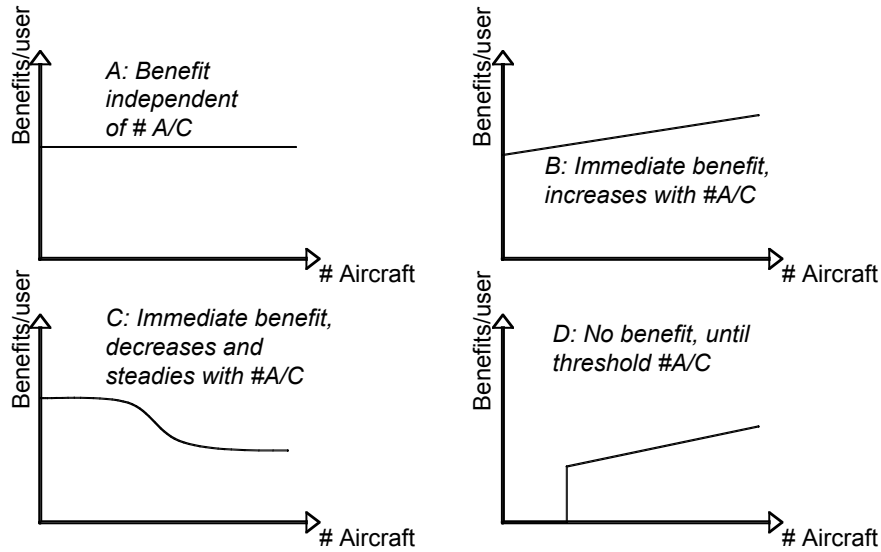 Benefits/user
A: Benefit
independent
of # A/C
# Aircraft
Benefits/user
B: Immediate benefit,
increases with #A/C
# Aircraft
Benefits/user
C: Immediate benefit,
decreases and
steadies with #A/C
# Aircraft
Benefits/user
D: No benefit, until
threshold #A/C
# Aircraft